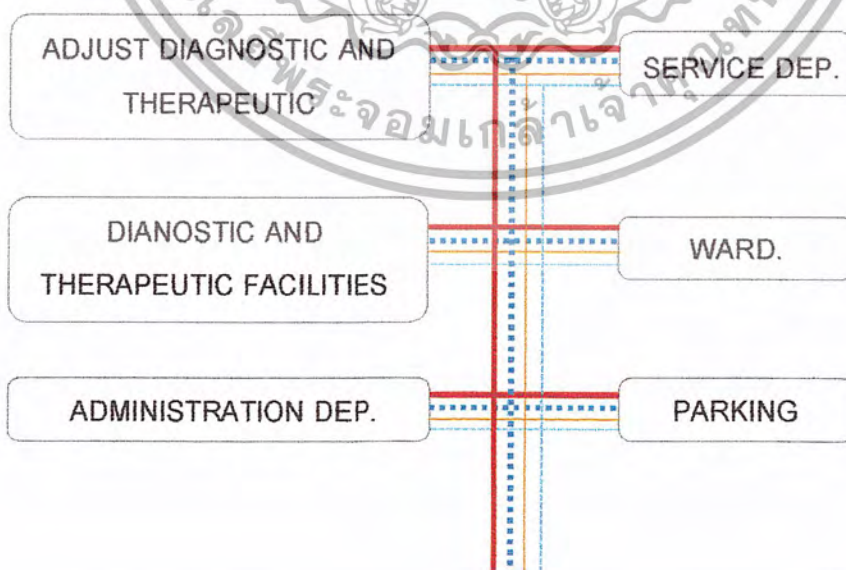 ADJUST DIAGNOSTIC AND
THERAPEUTIC
SERVICE DEP.
DIANOSTIC AND
THERAPEUTIC FACILITIES
WARD.
ADMINISTRATION DEP.
PARKING